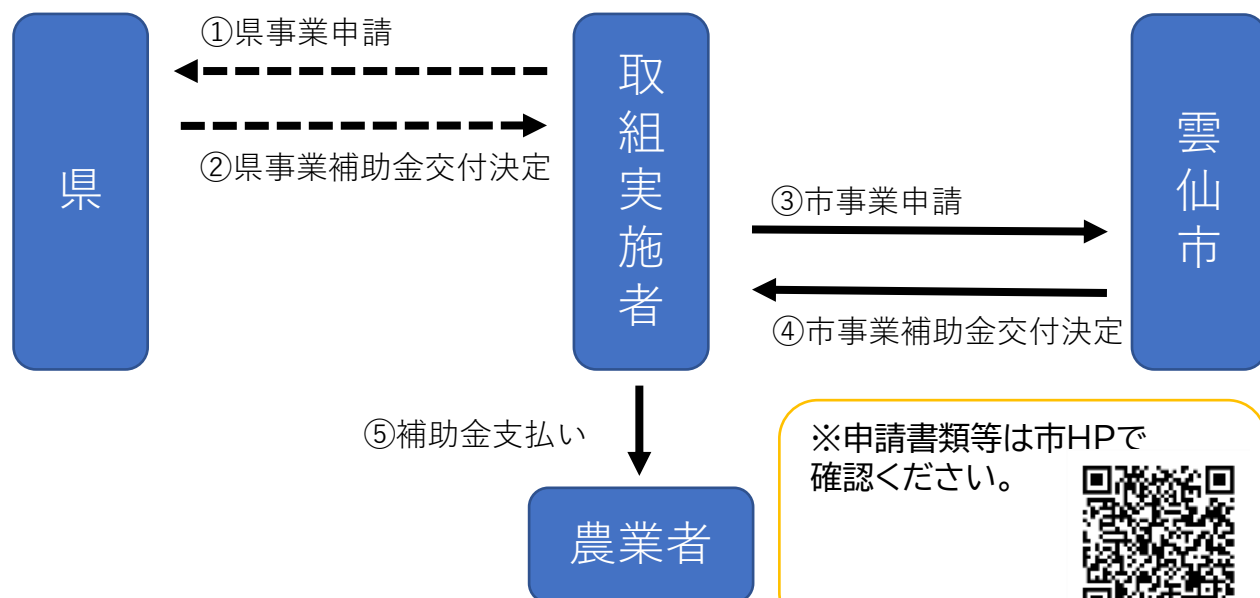 ①県事業申請
②県事業補助金交付決定
県
取組実施者
③市事業申請
④市事業補助金交付決定
雲仙市
⑤補助金支払い
農業者
※申請書類等は市HPで
確認ください。